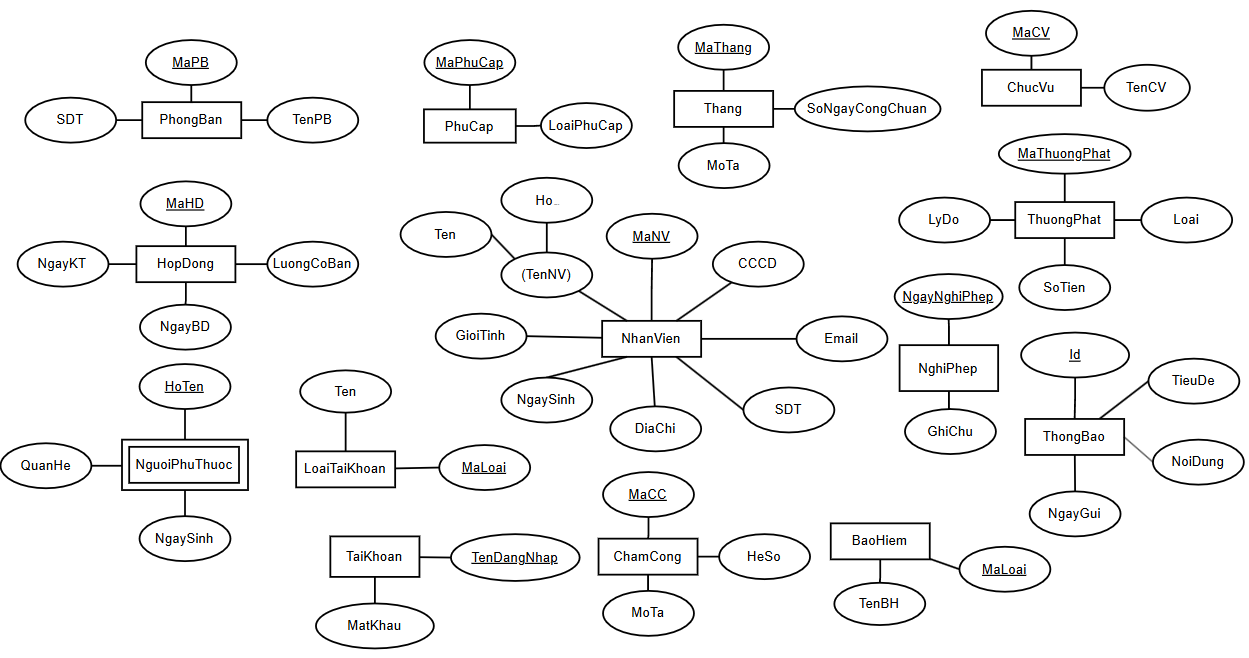 MaPB
SDT
PhongBan
TenPB
MaPhuCap
PhuCap
LoaiPhuCap
MaThang
Thang
SoNgayCongChuan
MoTa
MaCV
ChucVu
TenCV
MaThuongPhat
LyDo
ThuongPhat
Loai
SoTien
MaHD
NgayKT
HopDong
LuongCoBan
NgayBD
Ho
Ten
(TenNV)
MaNV
CCCD
GioiTinh
NhanVien
Email
NgaySinh
DiaChi
SDT
NgayNghiPhep
NghiPhep
GhiChu
Id
TieuDe
ThongBao
NoiDung
NgayGui
HoTen
QuanHe
NguoiPhuThuoc
NgaySinh
Ten
LoaiTaiKhoan
MaLoai
TaiKhoan
TenDangNhap
MatKhau
MaCC
ChamCong
HeSo
MoTa
BaoHiem
MaLoai
TenBH